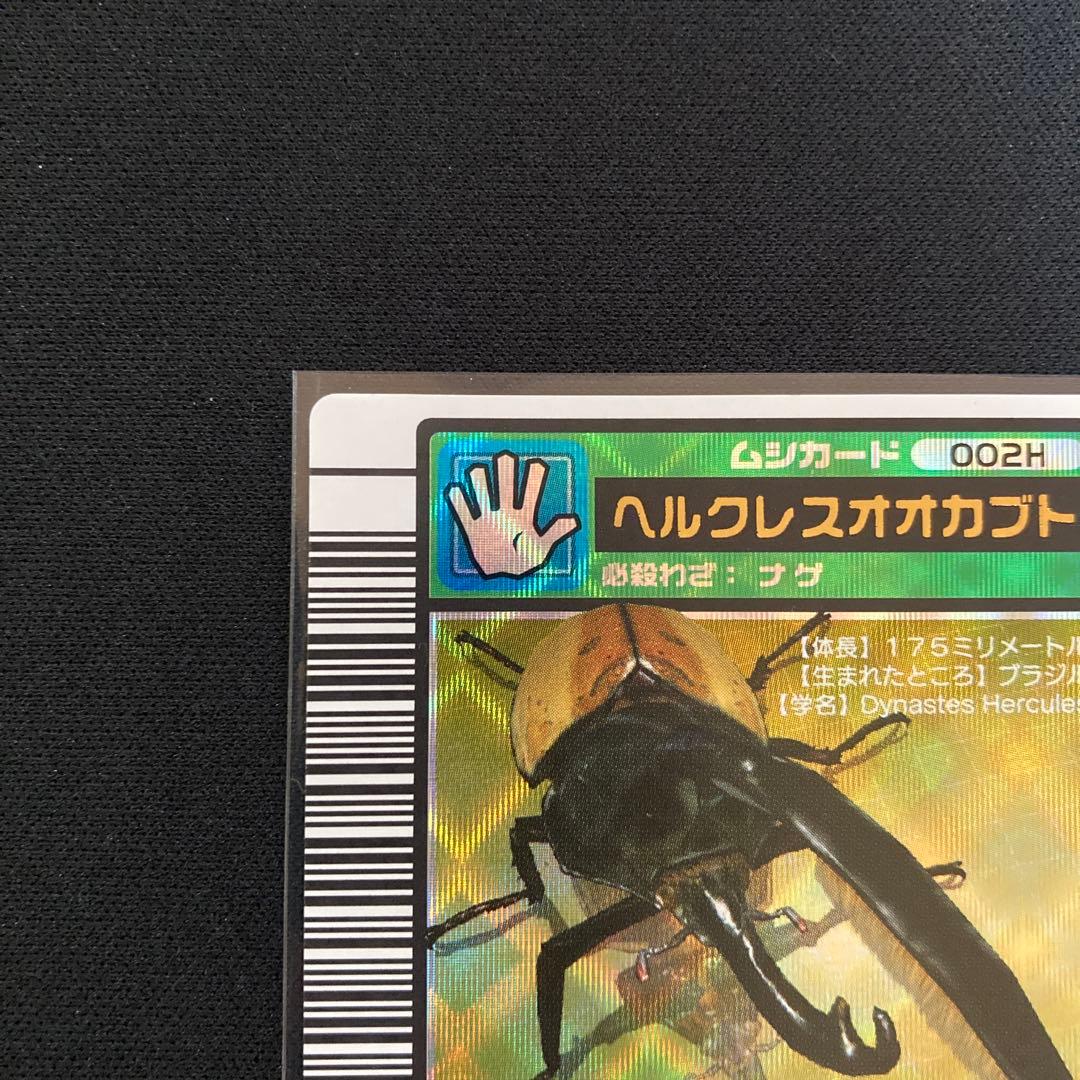 ムシカード 002H
ヘルクレスオオカブト
必殺わざ： ナゲ
【体長】175ミリメートル
【生まれたところ】ブラジル
【学名】Dynastes Hercules